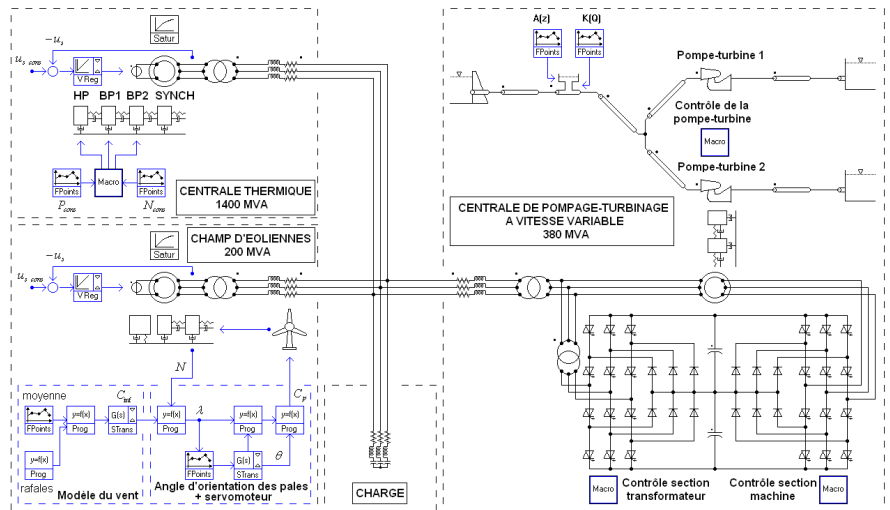 -u_s
Satur
u_s cons
V Reg
HP BP1 BP2 SYNCH
FPoints
Macro
FPoints
P_cons
N_cons
CENTRALE THERMIQUE
1400 MVA
CHAMP D'EOLIENNES
200 MVA
-u_s
Satur
u_s cons
V Reg
N
moyenne
C_inf
λ
C_p
FPoints
y=f(x)
Prog
G(s)
STrans
y=f(x)
Prog
y=f(x)
Prog
y=f(x)
Prog
y=f(x)
Prog
FPoints
G(s)
STrans
θ
rafales
Modèle du vent
Angle d'orientation des pales
+ servomoteur
CHARGE
A(z)
K(Q)
FPoints
FPoints
Pompe-turbine 1
Contrôle de la
pompe-turbine
Macro
Pompe-turbine 2
CENTRALE DE POMPAGE-TURBINAGE
A VITESSE VARIABLE
380 MVA
Macro
Contrôle section
transformateur
Contrôle section
machine
Macro